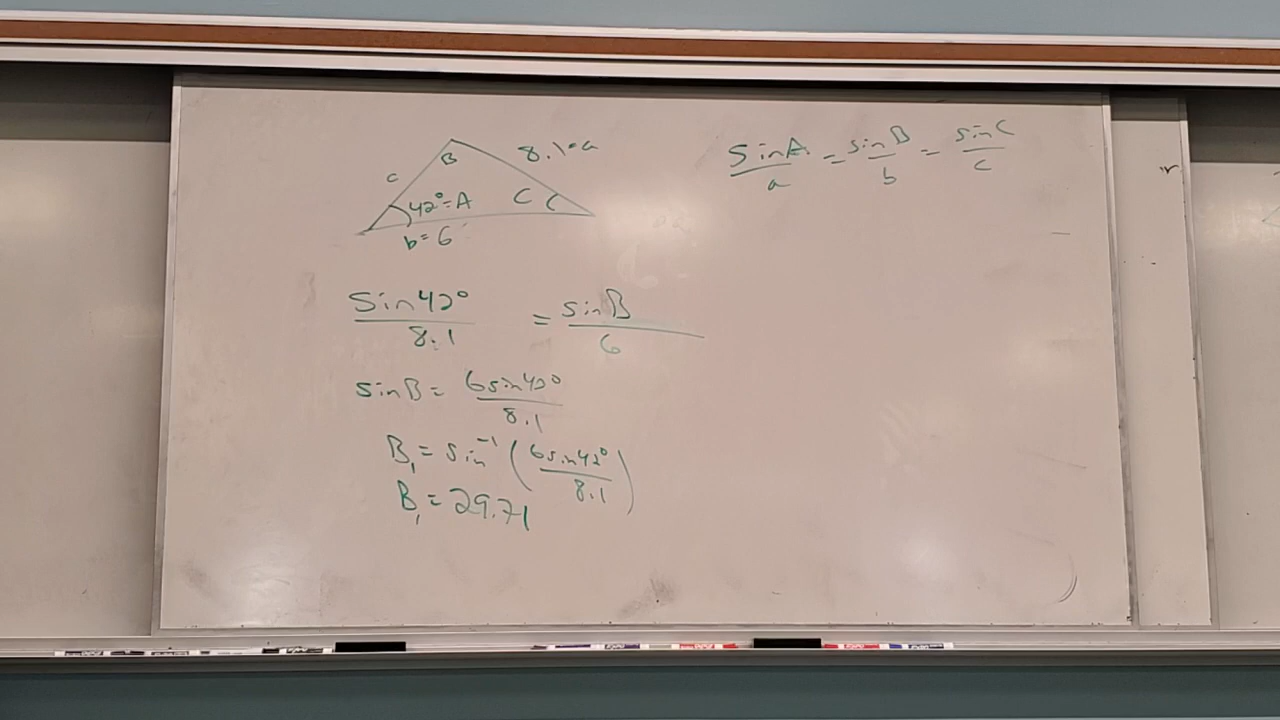 B
8.1=a
c
42°=A
C
b=6
sinA/a = sinB/b = sinC/c
sin42°/8.1 = sinB/6
sinB= 6sin42°/8.1
B₁= sin⁻¹(6sin42°/8.1)
B₁=29.71